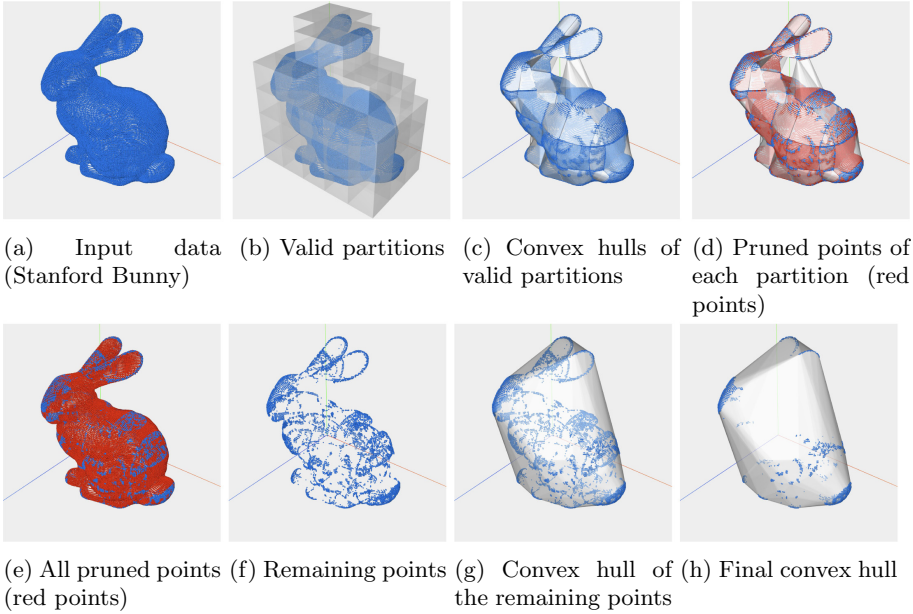 (a) Input data
(Stanford Bunny)
(b) Valid partitions
(c) Convex hulls of
valid partitions
(d) Pruned points of
each partition (red
points)
(e) All pruned points
(red points)
(f) Remaining points
(g) Convex hull of
the remaining points
(h) Final convex hull